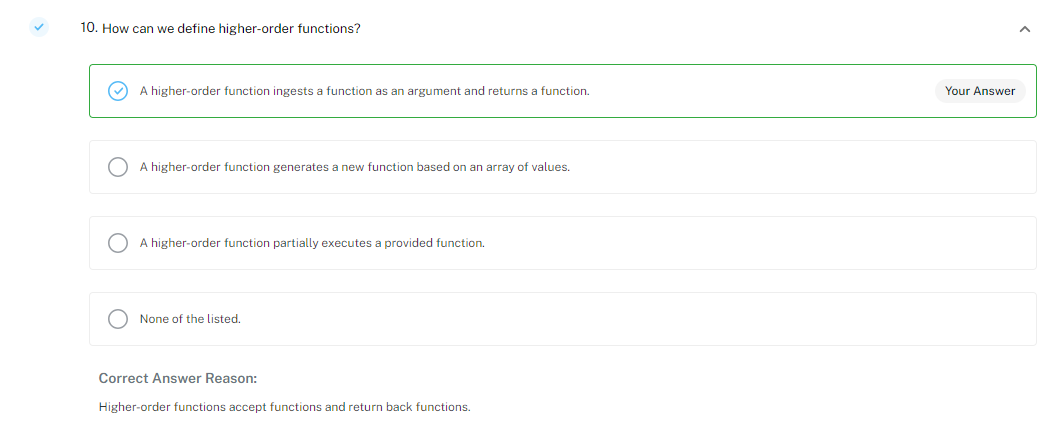 10. How can we define higher-order functions?
A higher-order function ingests a function as an argument and returns a function.
Your Answer
A higher-order function generates a new function based on an array of values.
A higher-order function partially executes a provided function.
None of the listed.
Correct Answer Reason:
Higher-order functions accept functions and return back functions.